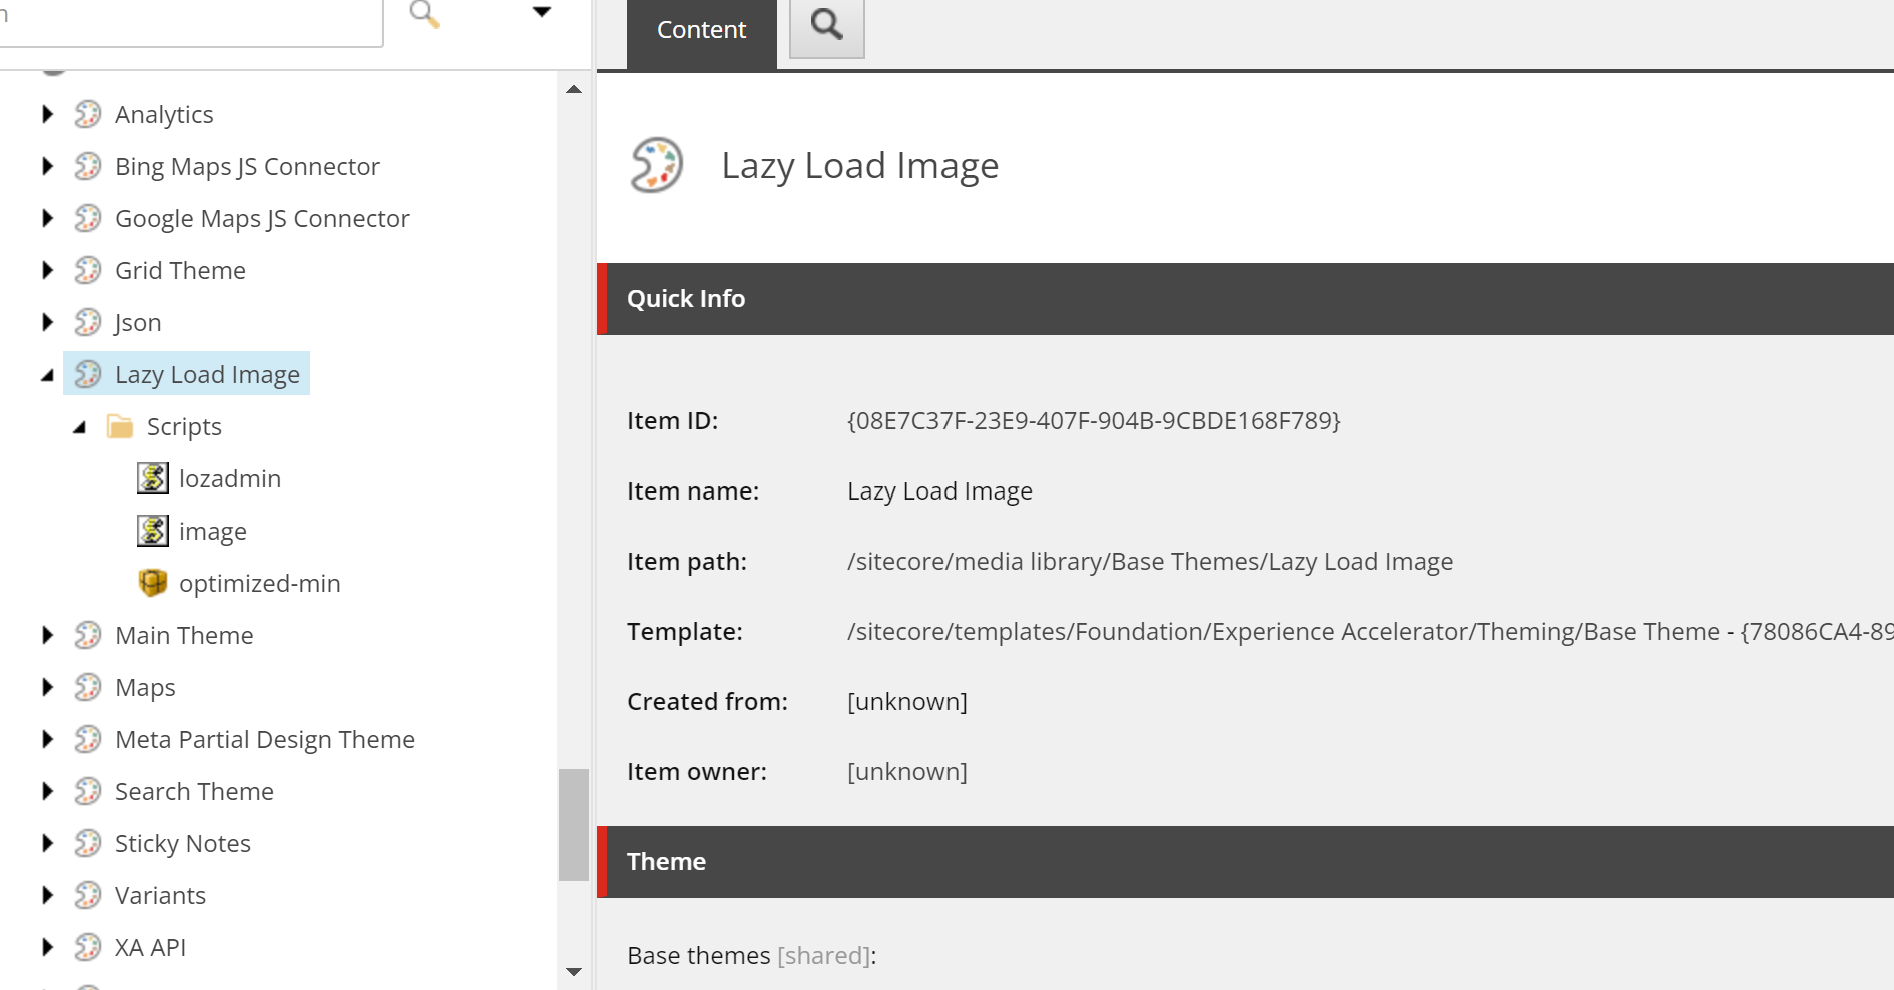 Analytics
Bing Maps JS Connector
Google Maps JS Connector
Grid Theme
Json
Lazy Load Image
Scripts
lozadmin
image
optimized-min
Main Theme
Maps
Meta Partial Design Theme
Search Theme
Sticky Notes
Variants
XA API
Content
Lazy Load Image
Quick Info
Item ID: {08E7C37F-23E9-407F-904B-9CBDE168F789}
Item name: Lazy Load Image
Item path: /sitecore/media library/Base Themes/Lazy Load Image
Template: /sitecore/templates/Foundation/Experience Accelerator/Theming/Base Theme - {78086CA4-89
Created from: [unknown]
Item owner: [unknown]
Theme
Base themes [shared]: